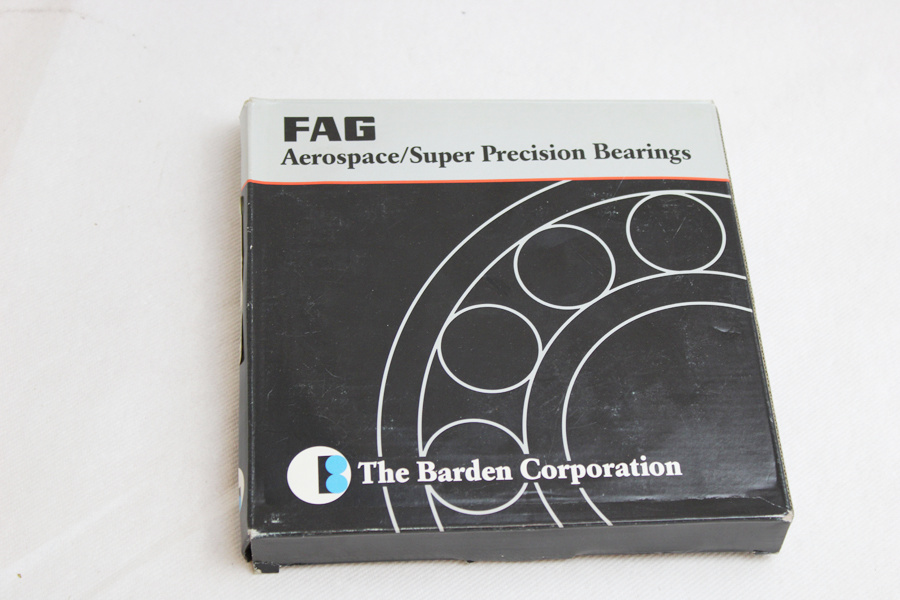 FAG
Aerospace/Super Precision Bearings
B The Barden Corporation